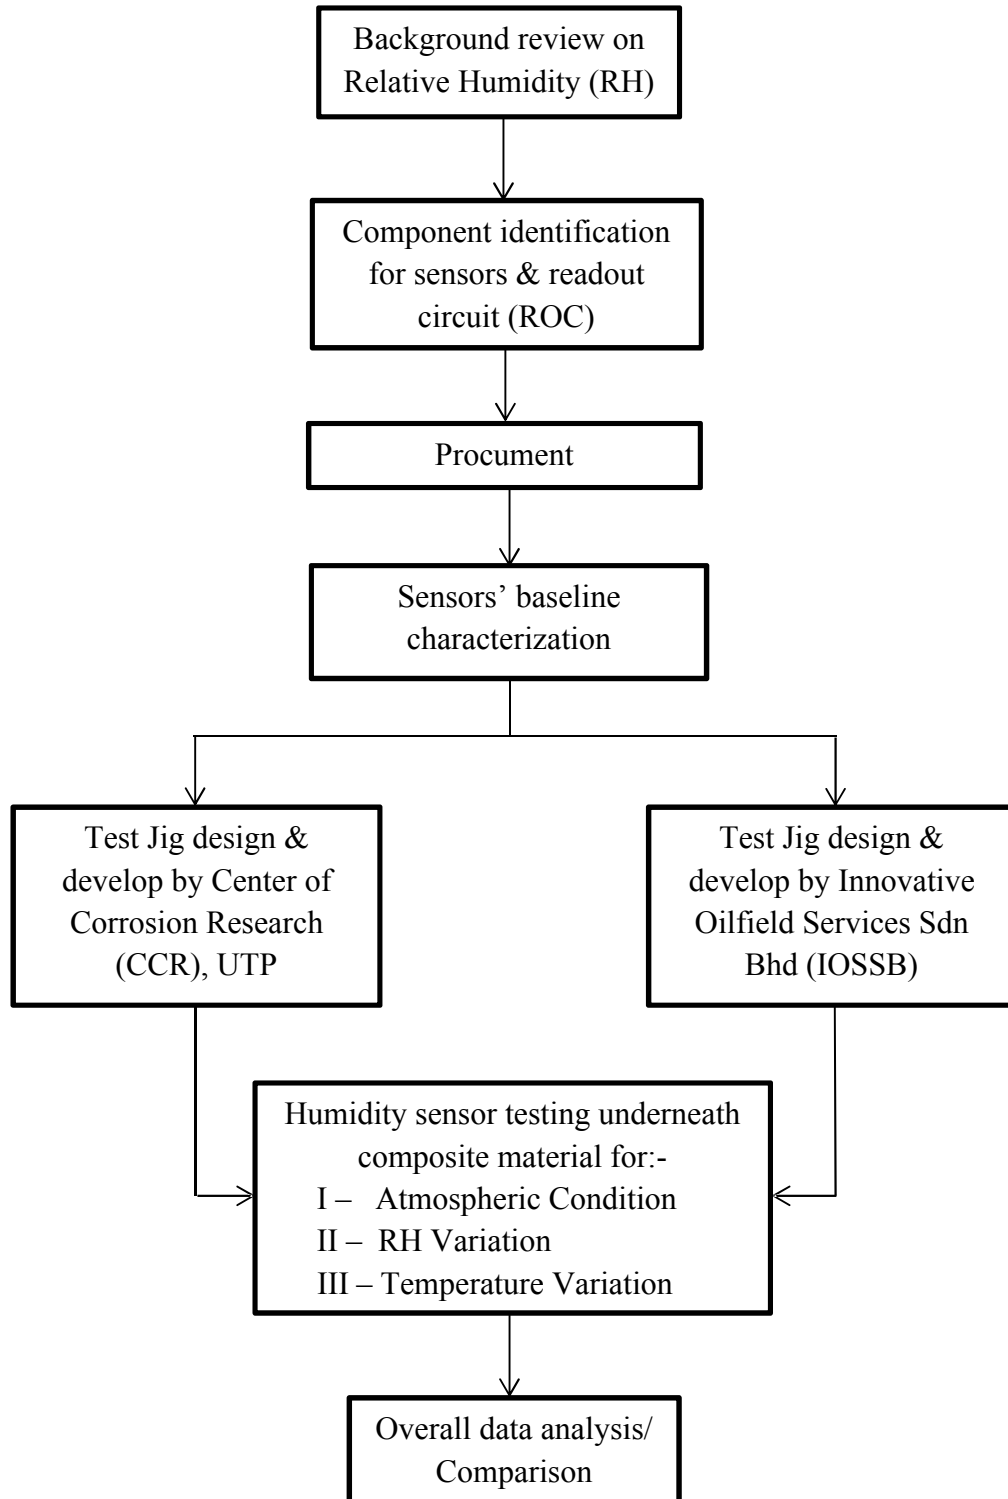 Background review on
Relative Humidity (RH)
Component identification
for sensors & readout
circuit (ROC)
Procument
Sensors’ baseline
characterization
Test Jig design &
develop by Center of
Corrosion Research
(CCR), UTP
Test Jig design &
develop by Innovative
Oilfield Services Sdn
Bhd (IOSSB)
Humidity sensor testing underneath
composite material for:-
I – Atmospheric Condition
II – RH Variation
III – Temperature Variation
Overall data analysis/
Comparison